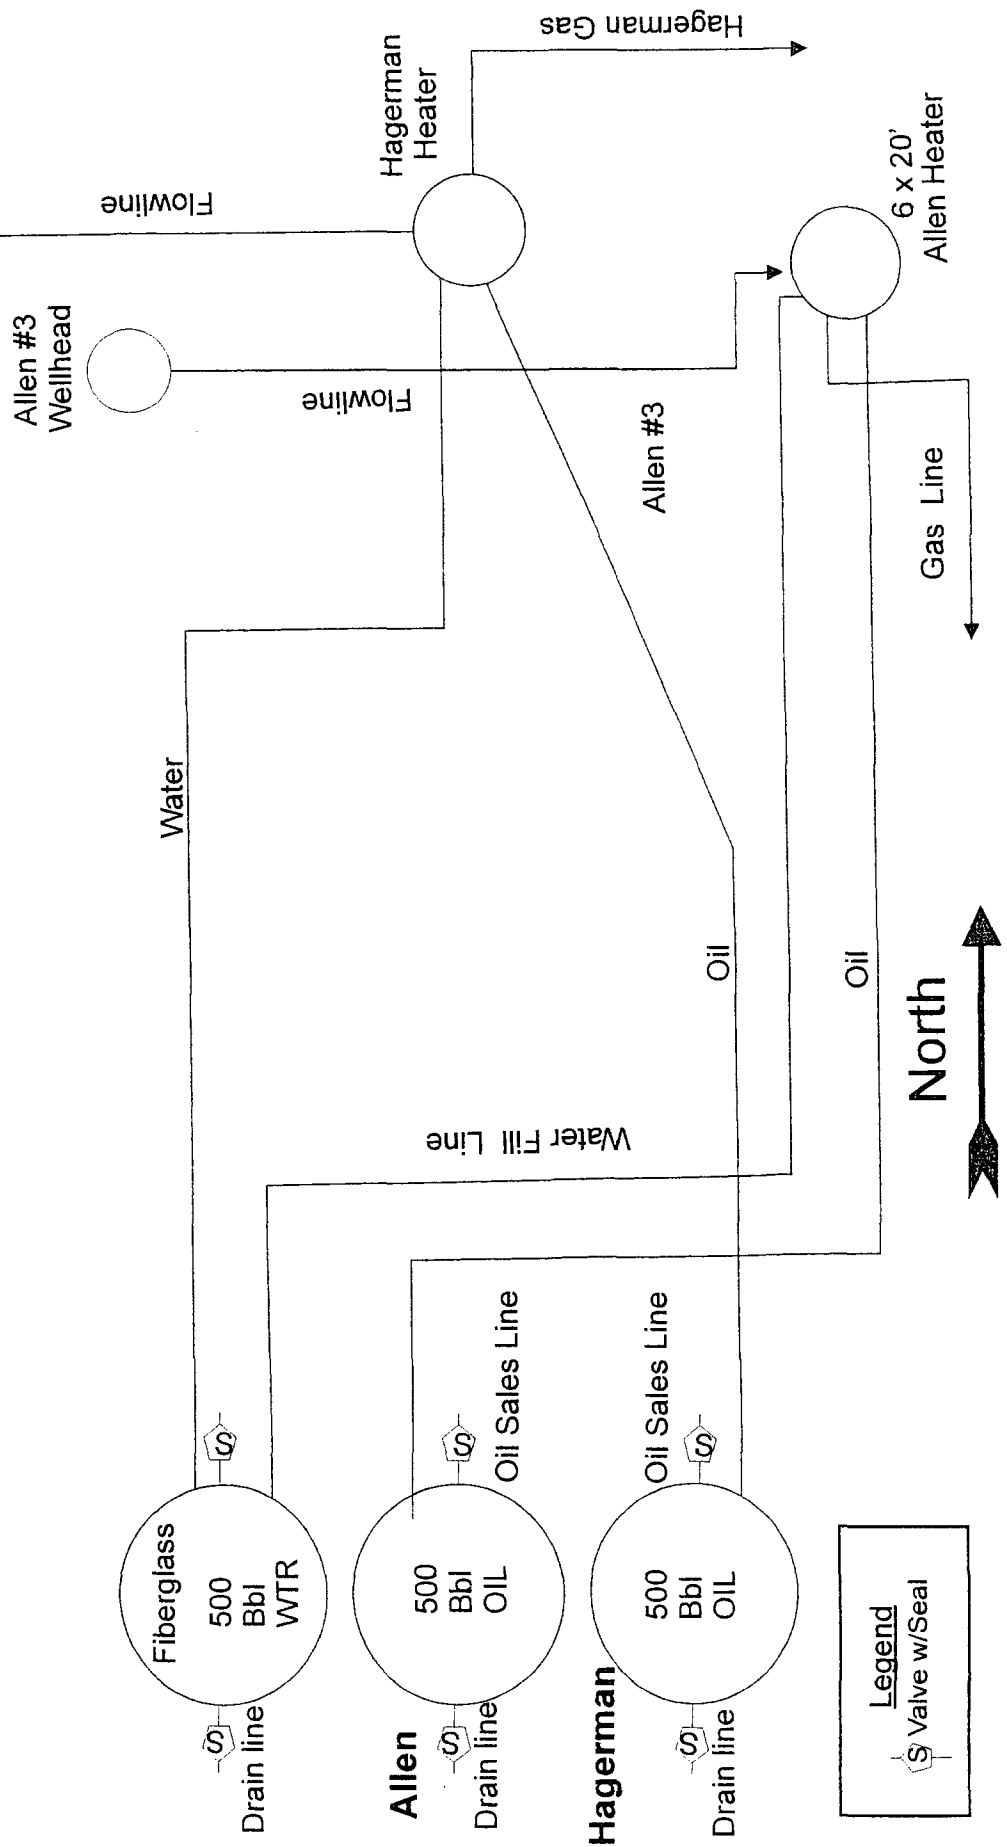 Hagerman Gas
Hagerman
Heater
Flowline
6 x 20'
Allen Heater
Allen #3
Wellhead
Flowline
Allen #3
Gas Line
Water
Oil
Oil
North
Water Fill Line
Oil Sales Line
Oil Sales Line
S
S
S
Fiberglass
500
Bbl
WTR
500
Bbl
OIL
500
Bbl
OIL
S
Drain line
Allen
S
Drain line
Hagerman
S
Drain line
Legend
S Valve w/Seal